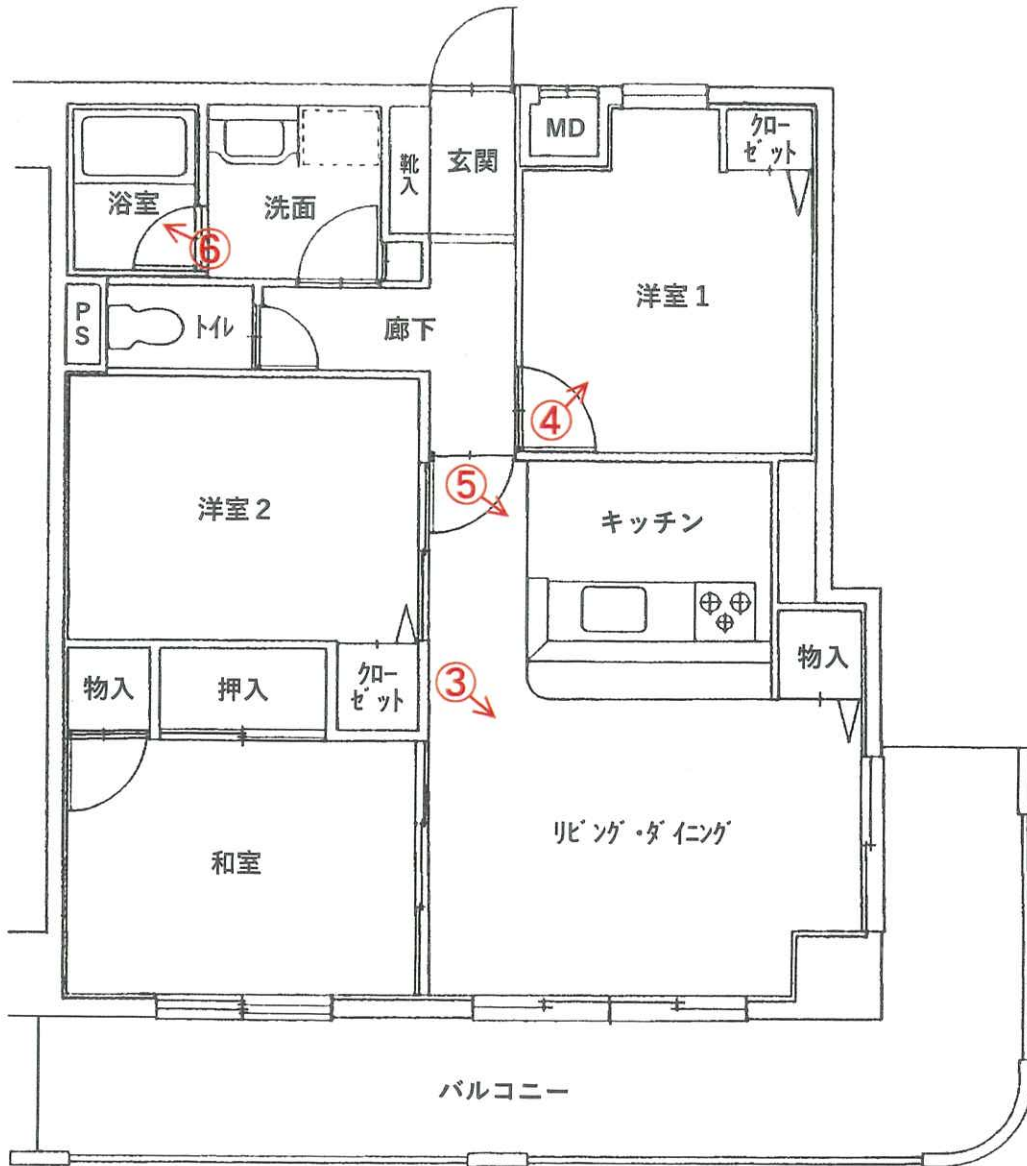 MD
クロー
ゼット
靴
入
玄関
浴室
洗面
⑥
洋室1
P
S
トイレ
廊下
④
⑤
洋室2
キッチン
③
物入
押入
クロー
ゼット
物入
リビング・ダイニング
和室
バルコニー